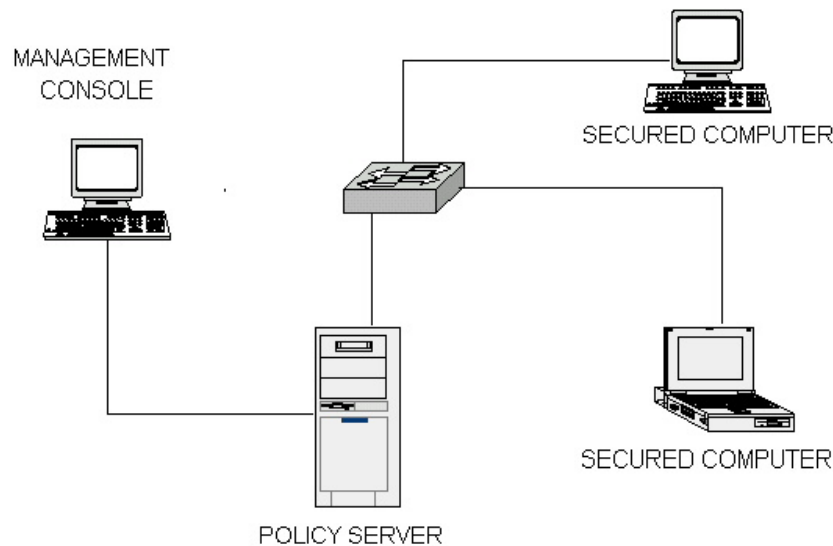 MANAGEMENT
CONSOLE
SECURED COMPUTER
SECURED COMPUTER
POLICY SERVER